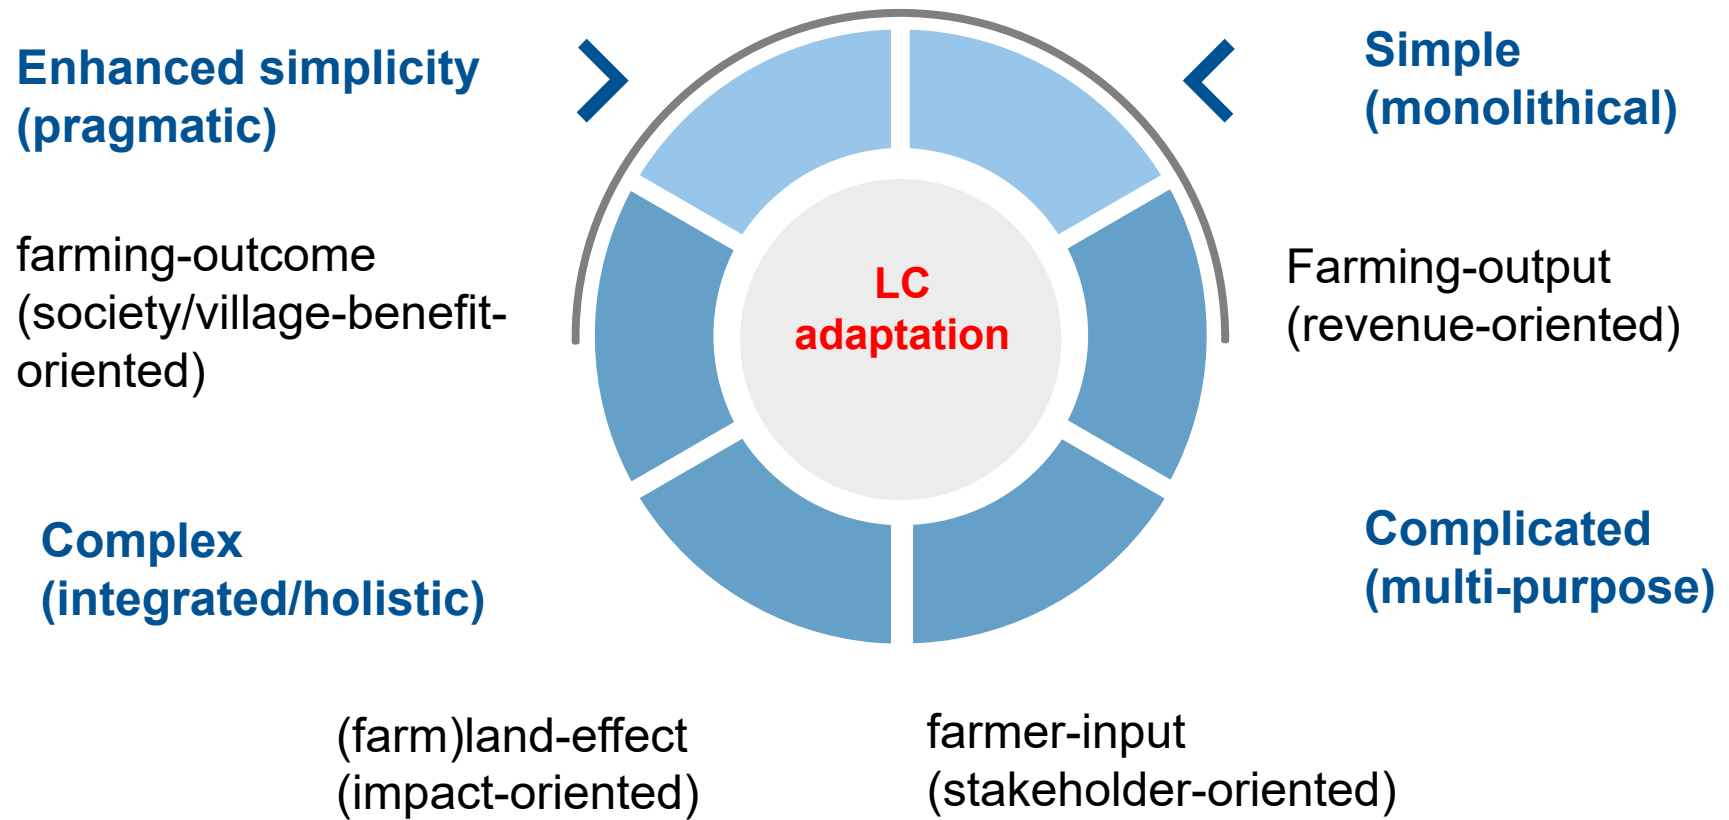 Enhanced simplicity
(pragmatic)
Simple
(monolithical)
farming-outcome
(society/village-benefit-
oriented)
LC
adaptation
Farming-output
(revenue-oriented)
Complex
(integrated/holistic)
Complicated
(multi-purpose)
(farm)land-effect
(impact-oriented)
farmer-input
(stakeholder-oriented)